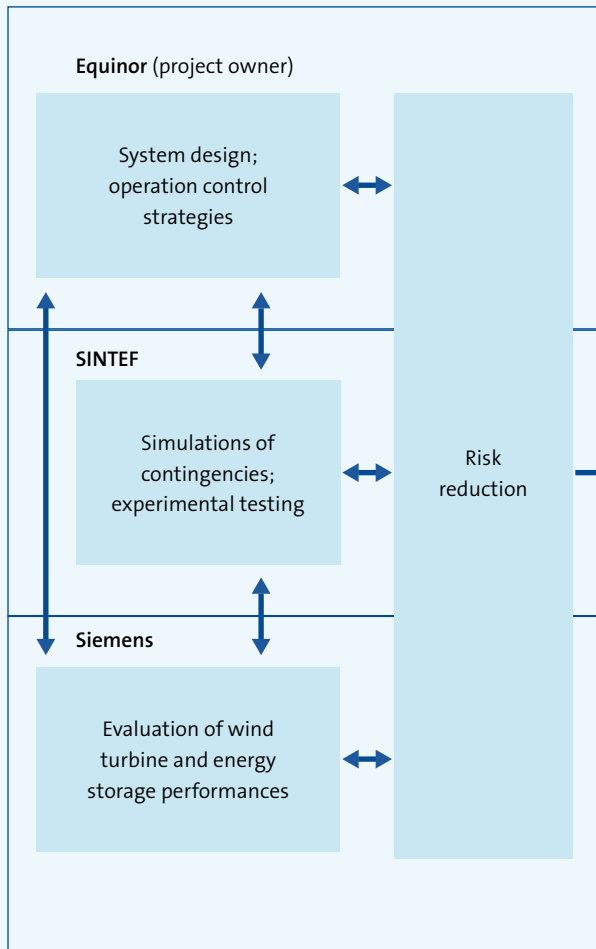 Equinor (project owner)
System design;
operation control
strategies
SINTEF
Simulations of
contingencies;
experimental testing
Risk
reduction
Siemens
Evaluation of wind
turbine and energy
storage performances